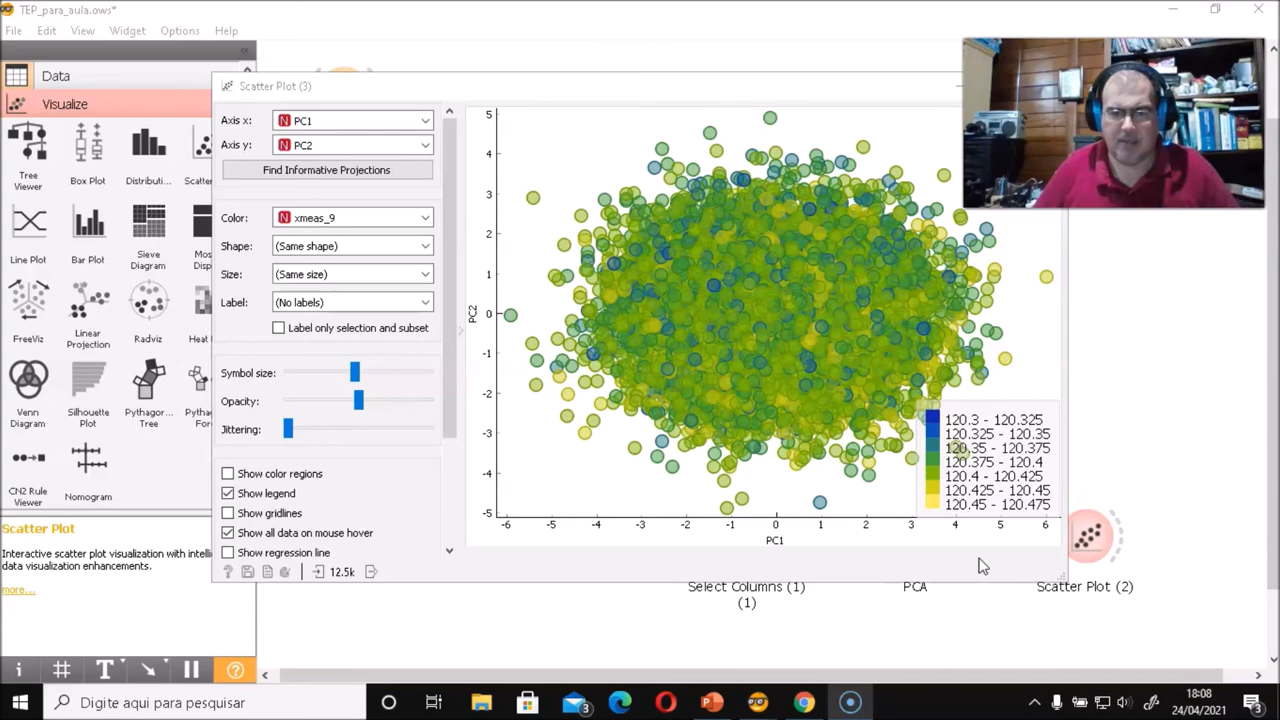 TEP_para_aula.ows*
File Edit View Widget Options Help
Data
Visualize
Tree Viewer
Box Plot
Distributi...
Scatter
Line Plot
Bar Plot
Sieve Diagram
Mos Disp
FreeViz
Linear Projection
Radviz
Heat
Venn Diagram
Silhouette Plot
Pythagor... Tree
Pytha For
CN2 Rule Viewer
Nomogram
Scatter Plot
Interactive scatter plot visualization with intelli
data visualization enhancements.
more...
Scatter Plot (3)
Axis x: N PC1
Axis y: N PC2
Find Informative Projections
Color: N xmeas_9
Shape: (Same shape)
Size: (Same size)
Label: (No labels)
Label only selection and subset
Symbol size:
Opacity:
Jittering:
Show color regions
Show legend
Show gridlines
Show all data on mouse hover
Show regression line
12.5k
5
4
3
2
1
0
-1
-2
-3
-4
-5
PC2
-6 -5 -4 -3 -2 -1 0 1 2 3 4 5 6
PC1
120.3 - 120.325
120.325 - 120.35
120.35 - 120.375
120.375 - 120.4
120.4 - 120.425
120.425 - 120.45
120.45 - 120.475
Select Columns (1)
(1)
PCA
Scatter Plot (2)
Digite aqui para pesquisar
3
18:08
24/04/2021
3